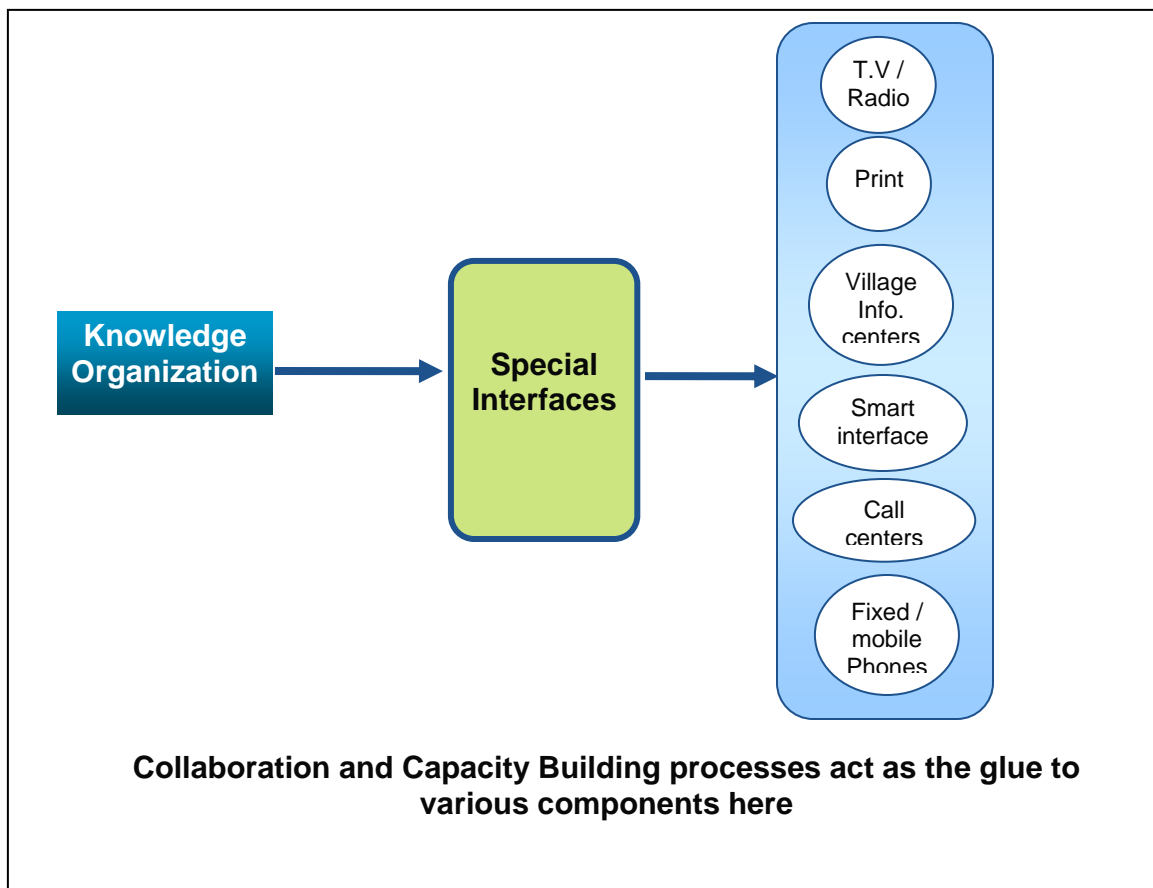 Knowledge
Organization
Special
Interfaces
T.V /
Radio
Print
Village
Info.
centers
Smart
interface
Call
centers
Fixed /
mobile
Phones
Collaboration and Capacity Building processes act as the glue to
various components here